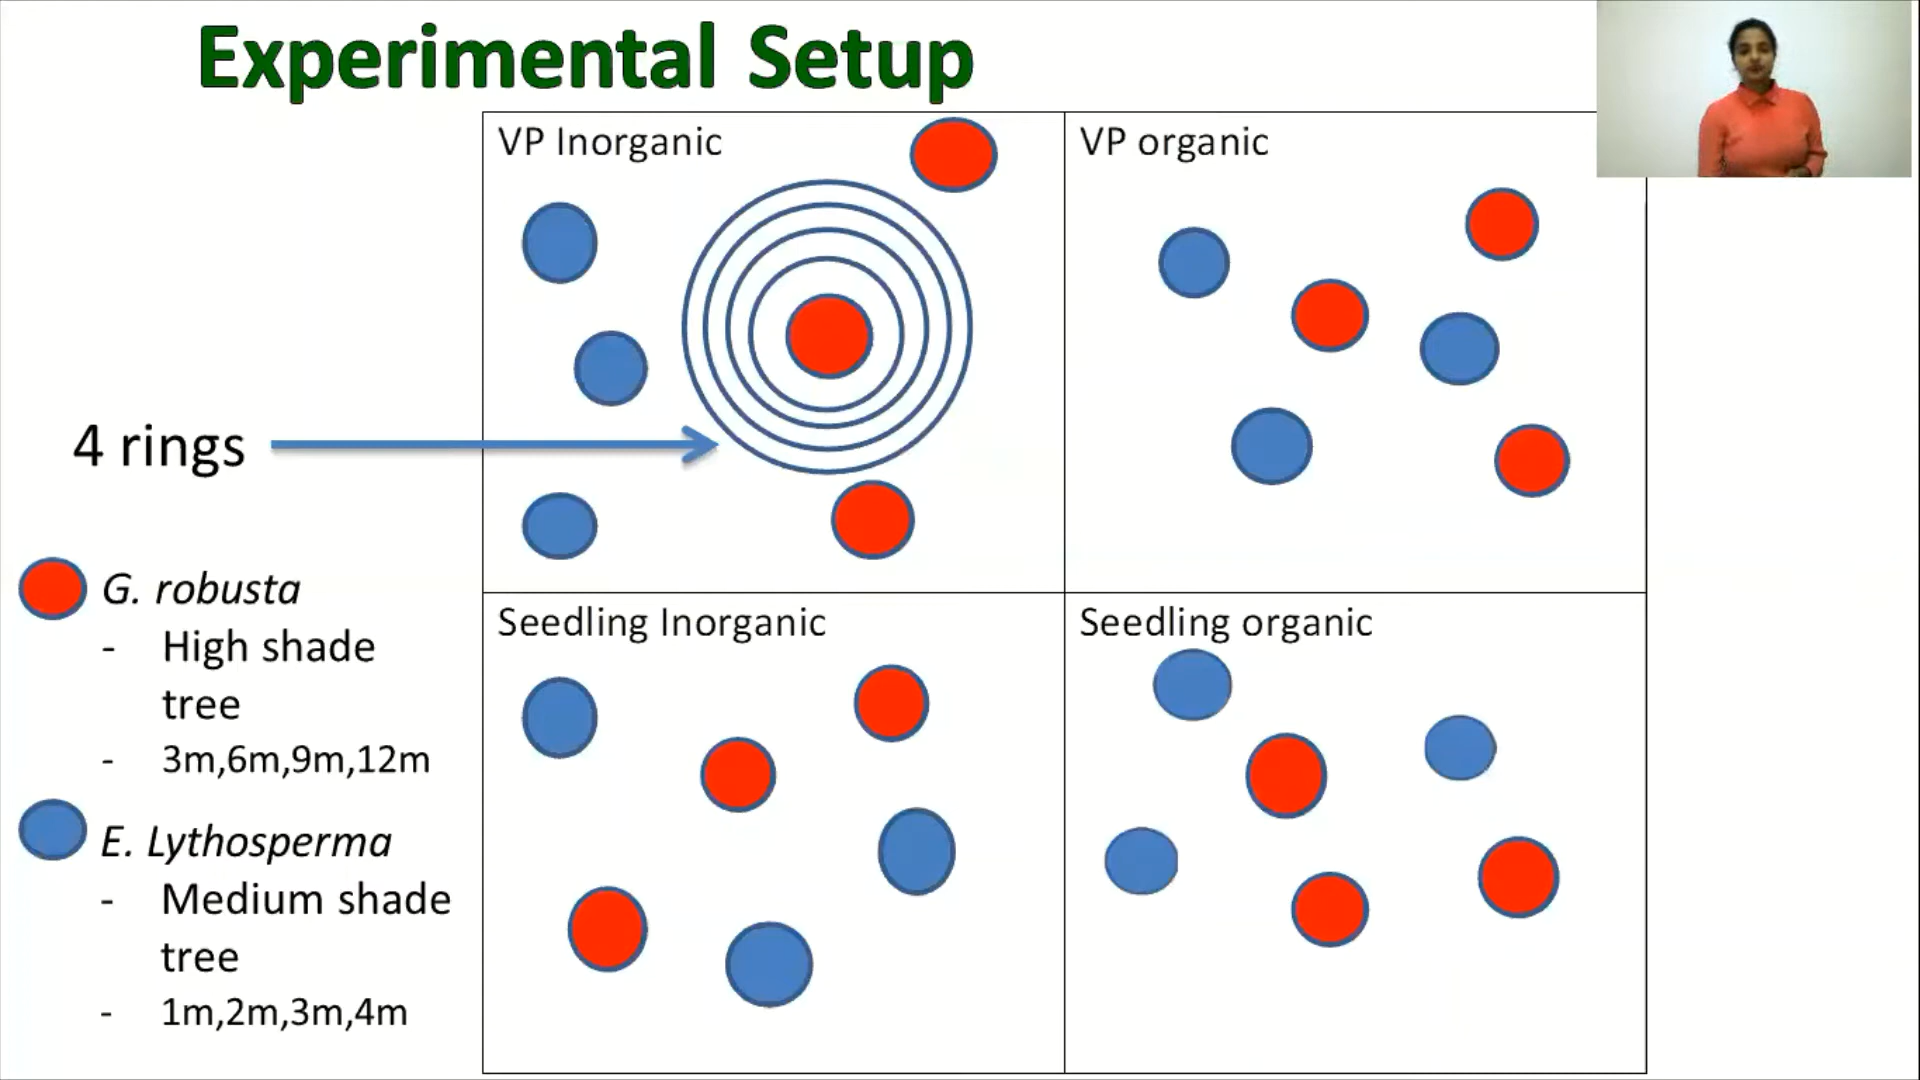 Experimental Setup
VP Inorganic
VP organic
4 rings
G. robusta
- High shade
tree
- 3m,6m,9m,12m
E. Lythosperma
- Medium shade
tree
- 1m,2m,3m,4m
Seedling Inorganic
Seedling organic